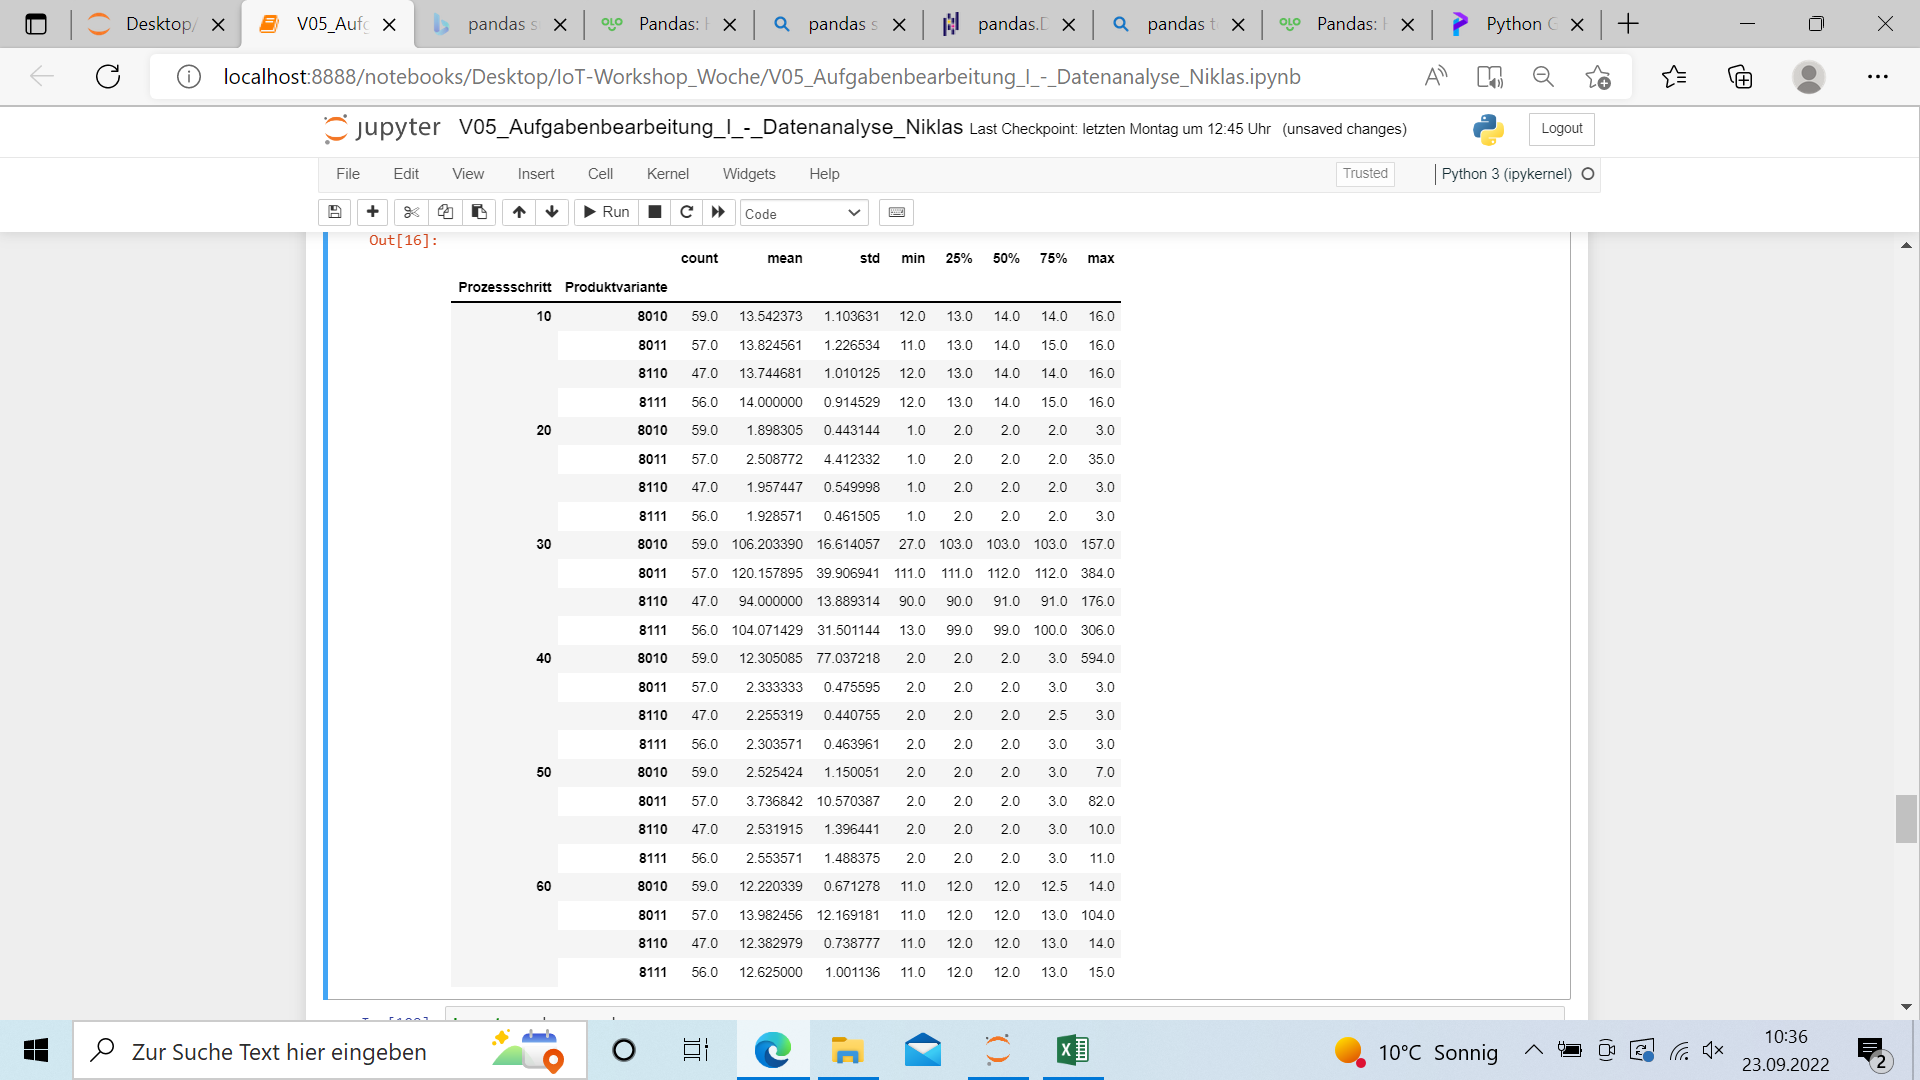 Desktop/
V05_Aufg
pandas s
Pandas: H
pandas s
pandas.D
pandas t
Pandas: H
Python G
localhost:8888/notebooks/Desktop/IoT-Workshop_Woche/V05_Aufgabenbearbeitung_I_-_Datenanalyse_Niklas.ipynb
jupyter V05_Aufgabenbearbeitung_I_-_Datenanalyse_Niklas Last Checkpoint: letzten Montag um 12:45 Uhr (unsaved changes) Logout
File Edit View Insert Cell Kernel Widgets Help Trusted Python 3 (ipykernel)
Run Code
Out[16]:
count mean std min 25% 50% 75% max
Prozessschritt Produktvariante
10 8010 59.0 13.542373 1.103631 12.0 13.0 14.0 14.0 16.0
8011 57.0 13.824561 1.226534 11.0 13.0 14.0 15.0 16.0
8110 47.0 13.744681 1.010125 12.0 13.0 14.0 14.0 16.0
8111 56.0 14.000000 0.914529 12.0 13.0 14.0 15.0 16.0
20 8010 59.0 1.898305 0.443144 1.0 2.0 2.0 2.0 3.0
8011 57.0 2.508772 4.412332 1.0 2.0 2.0 2.0 35.0
8110 47.0 1.957447 0.549998 1.0 2.0 2.0 2.0 3.0
8111 56.0 1.928571 0.461505 1.0 2.0 2.0 2.0 3.0
30 8010 59.0 106.203390 16.614057 27.0 103.0 103.0 103.0 157.0
8011 57.0 120.157895 39.906941 111.0 111.0 112.0 112.0 384.0
8110 47.0 94.000000 13.889314 90.0 90.0 91.0 91.0 176.0
8111 56.0 104.071429 31.501144 13.0 99.0 99.0 100.0 306.0
40 8010 59.0 12.305085 77.037218 2.0 2.0 2.0 3.0 594.0
8011 57.0 2.333333 0.475595 2.0 2.0 2.0 3.0 3.0
8110 47.0 2.255319 0.440755 2.0 2.0 2.0 2.5 3.0
8111 56.0 2.303571 0.463961 2.0 2.0 2.0 3.0 3.0
50 8010 59.0 2.525424 1.150051 2.0 2.0 2.0 3.0 7.0
8011 57.0 3.736842 10.570387 2.0 2.0 2.0 3.0 82.0
8110 47.0 2.531915 1.396441 2.0 2.0 2.0 3.0 10.0
8111 56.0 2.553571 1.488375 2.0 2.0 2.0 3.0 11.0
60 8010 59.0 12.220339 0.671278 11.0 12.0 12.0 12.5 14.0
8011 57.0 13.982456 12.169181 11.0 12.0 12.0 13.0 104.0
8110 47.0 12.382979 0.738777 11.0 12.0 12.0 13.0 14.0
8111 56.0 12.625000 1.001136 11.0 12.0 12.0 13.0 15.0
Zur Suche Text hier eingeben
10°C Sonnig
10:36
23.09.2022
2